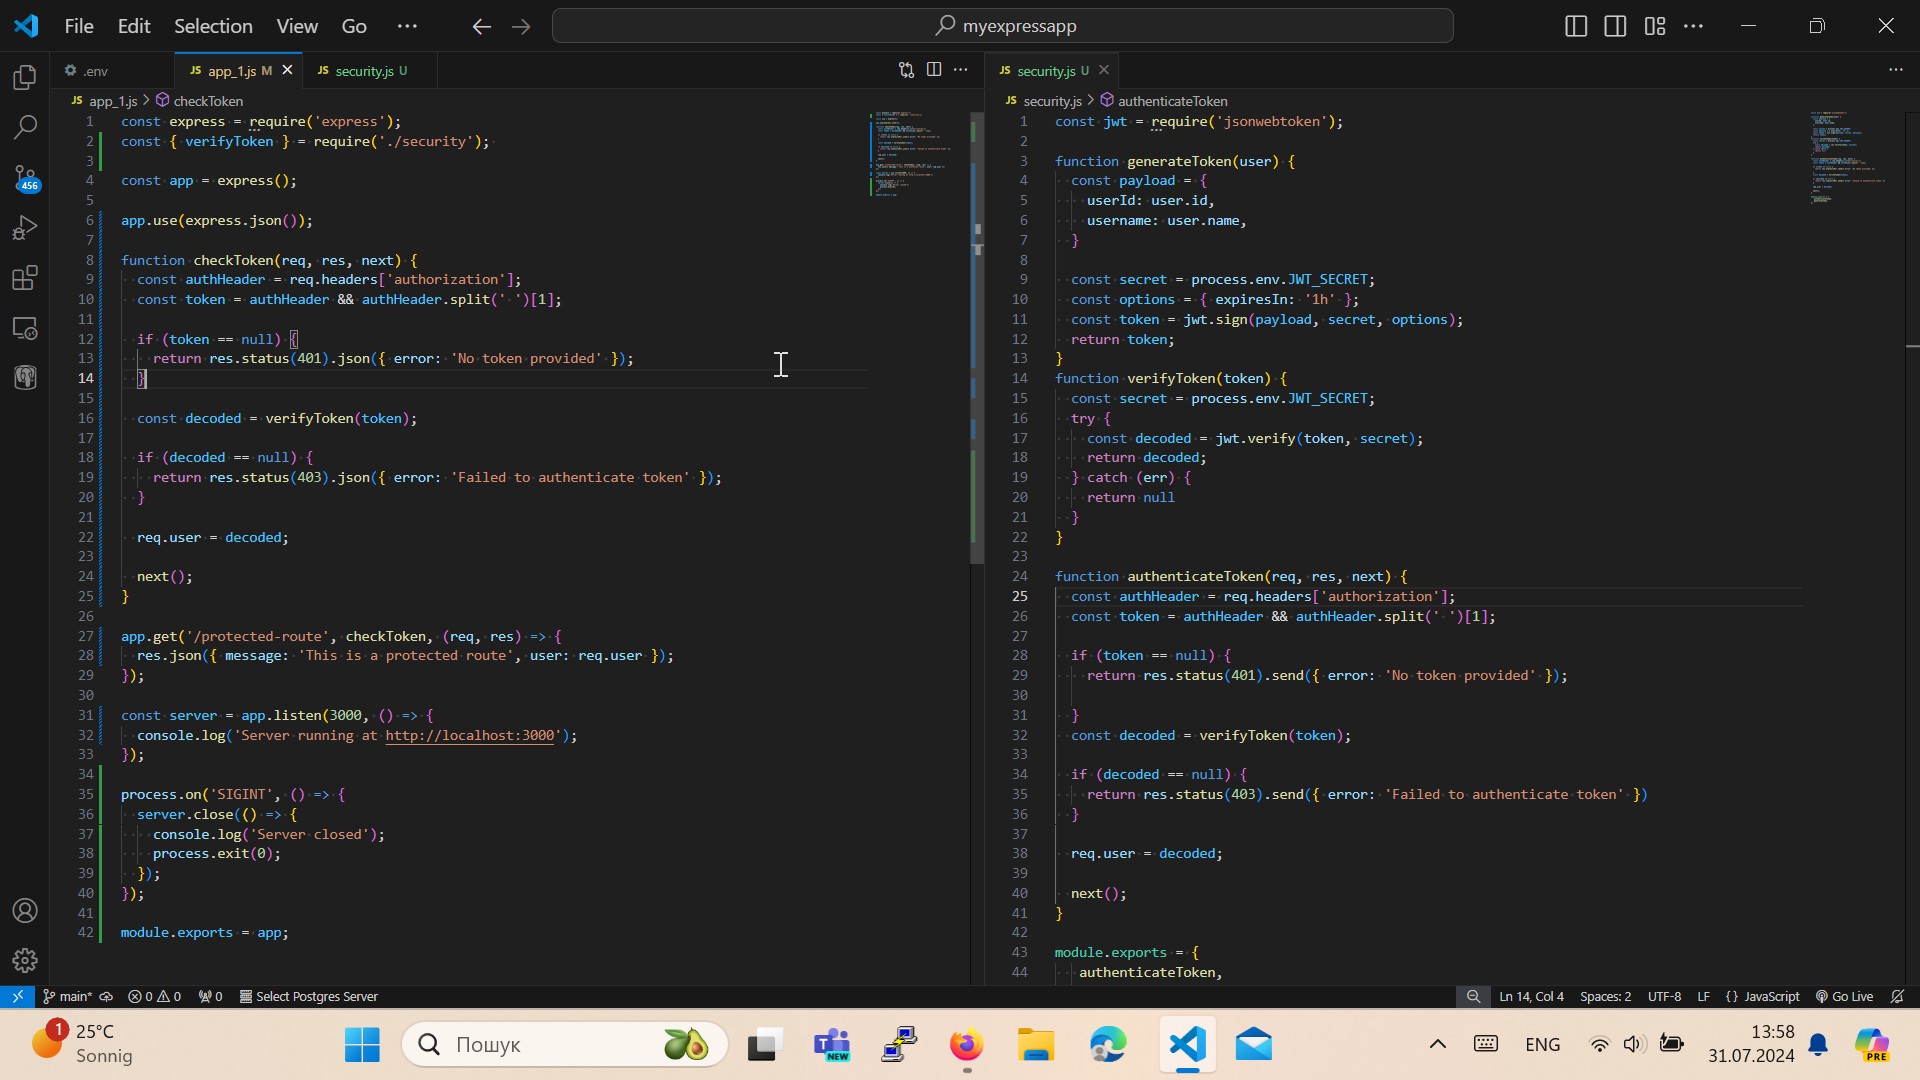 File Edit Selection View Go ···
myexpressapp
.env
JS app_1.js M
JS security.js U
JS security.js U
JS app_1.js > checkToken
1 const express = require('express');
2 const { verifyToken } = require('./security');
3
4 const app = express();
5
6 app.use(express.json());
7
8 function checkToken(req, res, next) {
9 const authHeader = req.headers['authorization'];
10 const token = authHeader && authHeader.split(' ')[1];
11
12 if (token == null) {
13 return res.status(401).json({ error: 'No token provided' });
14 }
15
16 const decoded = verifyToken(token);
17
18 if (decoded == null) {
19 return res.status(403).json({ error: 'Failed to authenticate token' });
20 }
21
22 req.user = decoded;
23
24 next();
25 }
26
27 app.get('/protected-route', checkToken, (req, res) => {
28 res.json({ message: 'This is a protected route', user: req.user });
29 });
30
31 const server = app.listen(3000, () => {
32 console.log('Server running at http://localhost:3000');
33 });
34
35 process.on('SIGINT', () => {
36 server.close(() => {
37 console.log('Server closed');
38 process.exit(0);
39 });
40 });
41
42 module.exports = app;
JS security.js > authenticateToken
1 const jwt = require('jsonwebtoken');
2
3 function generateToken(user) {
4 const payload = {
5 userId: user.id,
6 username: user.name,
7 }
8
9 const secret = process.env.JWT_SECRET;
10 const options = { expiresIn: '1h' };
11 const token = jwt.sign(payload, secret, options);
12 return token;
13 }
14 function verifyToken(token) {
15 const secret = process.env.JWT_SECRET;
16 try {
17 const decoded = jwt.verify(token, secret);
18 return decoded;
19 } catch (err) {
20 return null
21 }
22 }
23
24 function authenticateToken(req, res, next) {
25 const authHeader = req.headers['authorization'];
26 const token = authHeader && authHeader.split(' ')[1];
27
28 if (token == null) {
29 return res.status(401).send({ error: 'No token provided' });
30
31 }
32 const decoded = verifyToken(token);
33
34 if (decoded == null) {
35 return res.status(403).send({ error: 'Failed to authenticate token' })
36 }
37
38 req.user = decoded;
39
40 next();
41 }
42
43 module.exports = {
44 authenticateToken,
456
main* 0 0 0 Select Postgres Server
Ln 14, Col 4 Spaces: 2 UTF-8 LF {} JavaScript Go Live
1
25°C
Sonnig
Пошук
NEW
ENG
13:58
31.07.2024
PRE